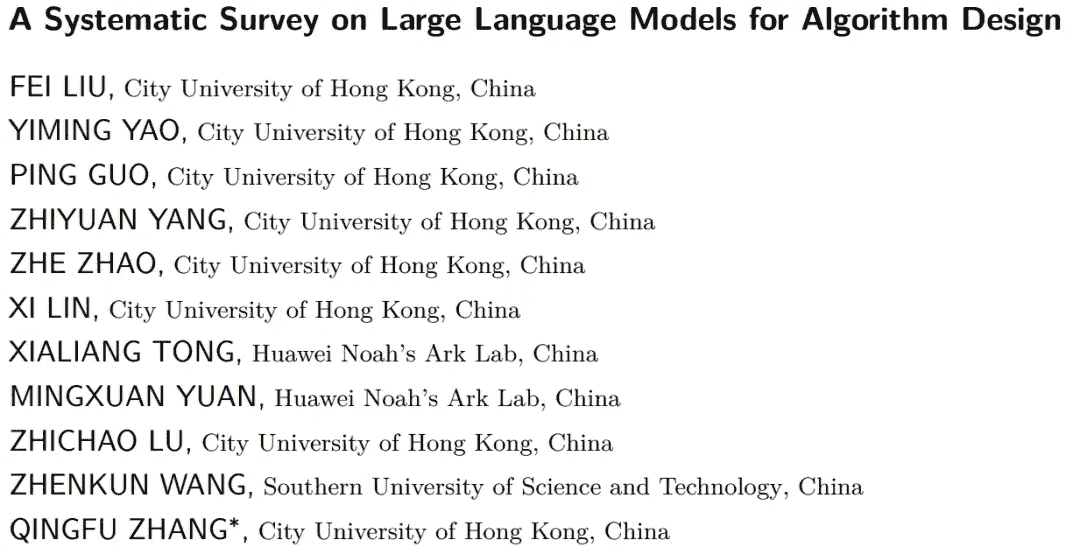 A Systematic Survey on Large Language Models for Algorithm Design
FEI LIU, City University of Hong Kong, China
YIMING YAO, City University of Hong Kong, China
PING GUO, City University of Hong Kong, China
ZHIYUAN YANG, City University of Hong Kong, China
ZHE ZHAO, City University of Hong Kong, China
XI LIN, City University of Hong Kong, China
XIALIANG TONG, Huawei Noah's Ark Lab, China
MINGXUAN YUAN, Huawei Noah's Ark Lab, China
ZHICHAO LU, City University of Hong Kong, China
ZHENKUN WANG, Southern University of Science and Technology, China
QINGFU ZHANG*, City University of Hong Kong, China